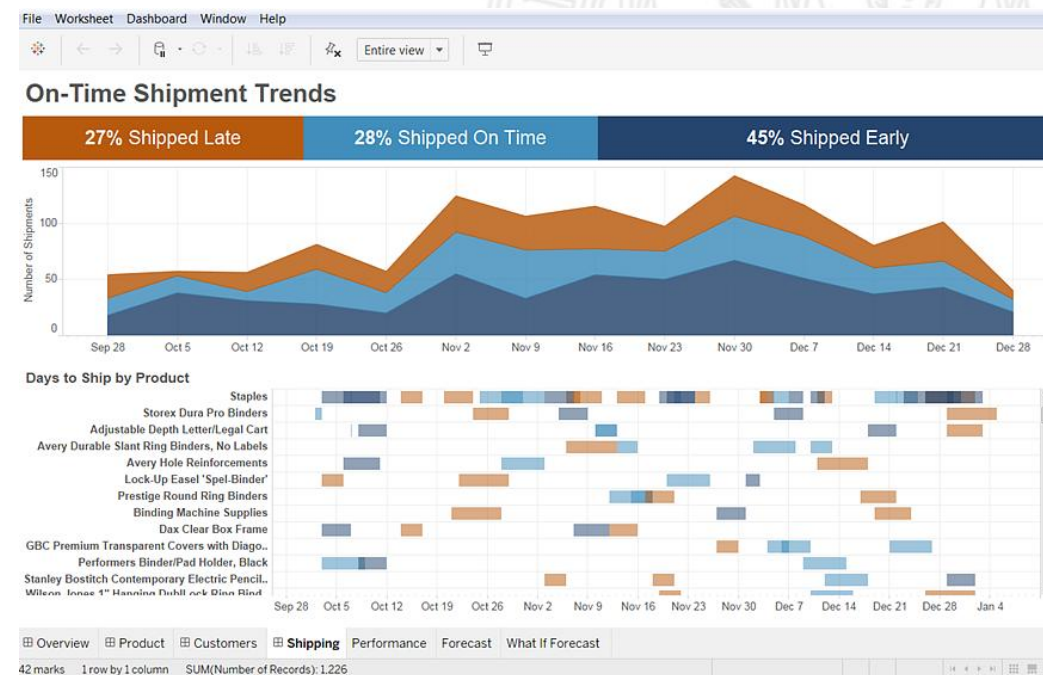 File Worksheet Dashboard Window Help
Entire view
On-Time Shipment Trends
27% Shipped Late 28% Shipped On Time 45% Shipped Early
150
100
50
0
Number of Shipments
Sep 28 Oct 5 Oct 12 Oct 19 Oct 26 Nov 2 Nov 9 Nov 16 Nov 23 Nov 30 Dec 7 Dec 14 Dec 21 Dec 28
Days to Ship by Product
Staples
Storex Dura Pro Binders
Adjustable Depth Letter/Legal Cart
Avery Durable Slant Ring Binders, No Labels
Avery Hole Reinforcements
Lock-Up Easel 'Spel-Binder'
Prestige Round Ring Binders
Binding Machine Supplies
Dax Clear Box Frame
GBC Premium Transparent Covers with Diago..
Performers Binder/Pad Holder, Black
Stanley Bostitch Contemporary Electric Pencil..
Wilson Jones 1" Hanging DublLock Ring Bind..
Sep 28 Oct 5 Oct 12 Oct 19 Oct 26 Nov 2 Nov 9 Nov 16 Nov 23 Nov 30 Dec 7 Dec 14 Dec 21 Dec 28 Jan 4
Overview Product Customers Shipping Performance Forecast What If Forecast
42 marks 1 row by 1 column SUM(Number of Records): 1,226